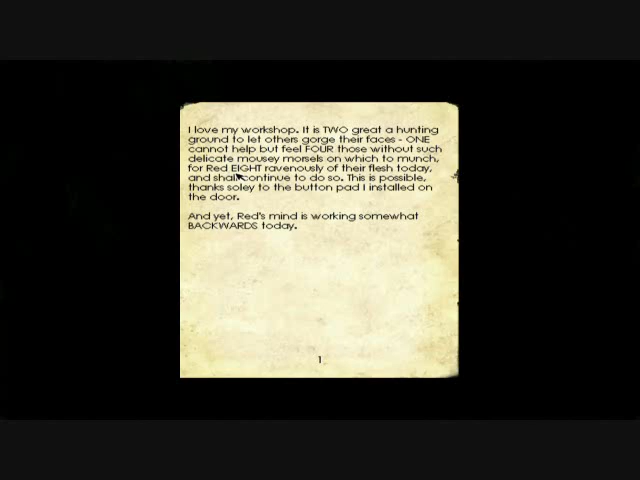 I love my workshop. It is TWO great a hunting
ground to let others gorge their faces - ONE
cannot help but feel FOUR those without such
delicate mousey morsels on which to munch,
for Red EIGHT ravenously of their flesh today,
and shall continue to do so. This is possible,
thanks soley to the button pad I installed on
the door.
And yet, Red's mind is working somewhat
BACKWARDS today.
1